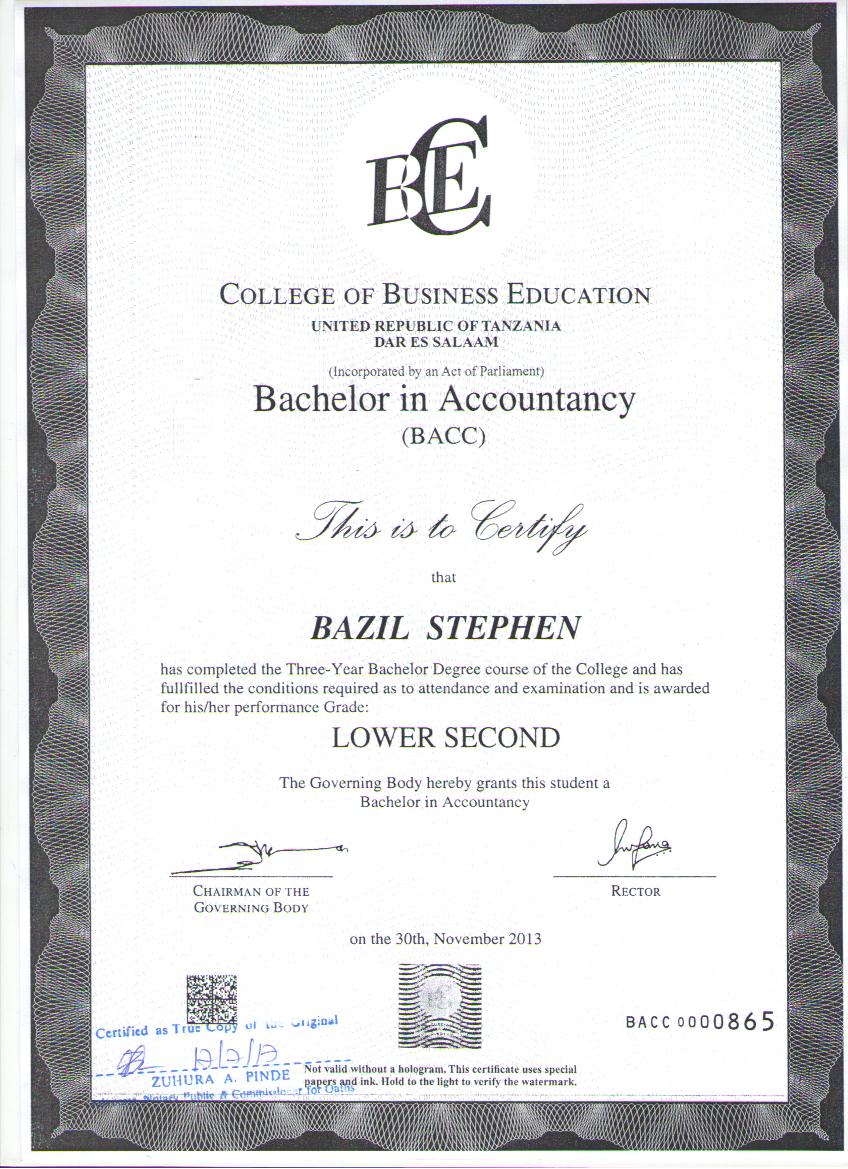 BCE
COLLEGE OF BUSINESS EDUCATION
UNITED REPUBLIC OF TANZANIA
DAR ES SALAAM
(Incorporated by an Act of Parliament)
Bachelor in Accountancy
(BACC)
This is to Certify
that
BAZIL STEPHEN
has completed the Three-Year Bachelor Degree course of the College and has
fullfilled the conditions required as to attendance and examination and is awarded
for his/her performance Grade:
LOWER SECOND
The Governing Body hereby grants this student a
Bachelor in Accountancy
CHAIRMAN OF THE
GOVERNING BODY
RECTOR
on the 30th, November 2013
BACC 0000865
Certified as True Copy of the Original
ZUHURA A. PINDE
Notary Public & Commissioner for Oaths
Not valid without a hologram. This certificate uses special
papers and ink. Hold to the light to verify the watermark.